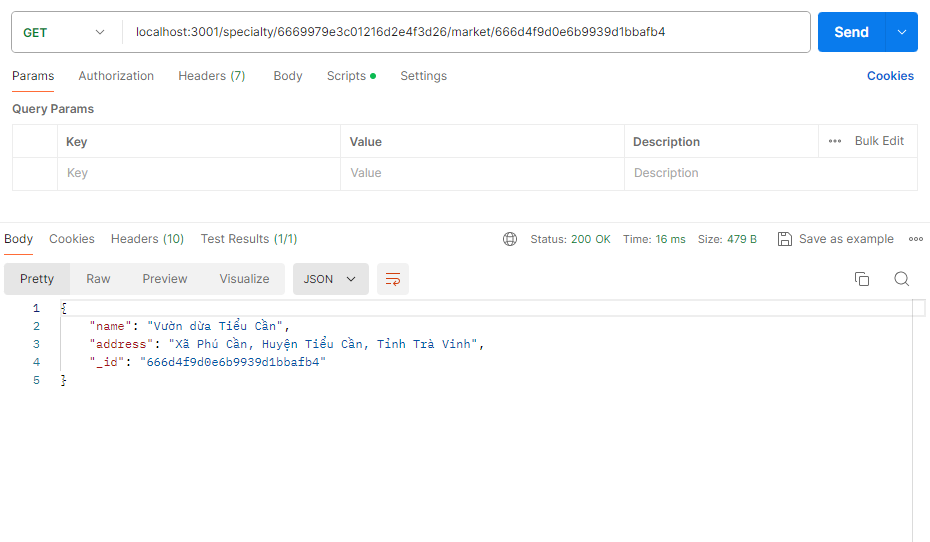 GET localhost:3001/specialty/6669979e3c01216d2e4f3d26/market/666d4f9d0e6b9939d1bbafb4 Send
Params Authorization Headers (7) Body Scripts Settings Cookies
Query Params
Key Value Description Bulk Edit
Key Value Description
Body Cookies Headers (10) Test Results (1/1) Status: 200 OK Time: 16 ms Size: 479 B Save as example
Pretty Raw Preview Visualize JSON
1 {
2 "name": "Vườn dừa Tiểu Cần",
3 "address": "Xã Phú Cần, Huyện Tiểu Cần, Tỉnh Trà Vinh",
4 "_id": "666d4f9d0e6b9939d1bbafb4"
5 }